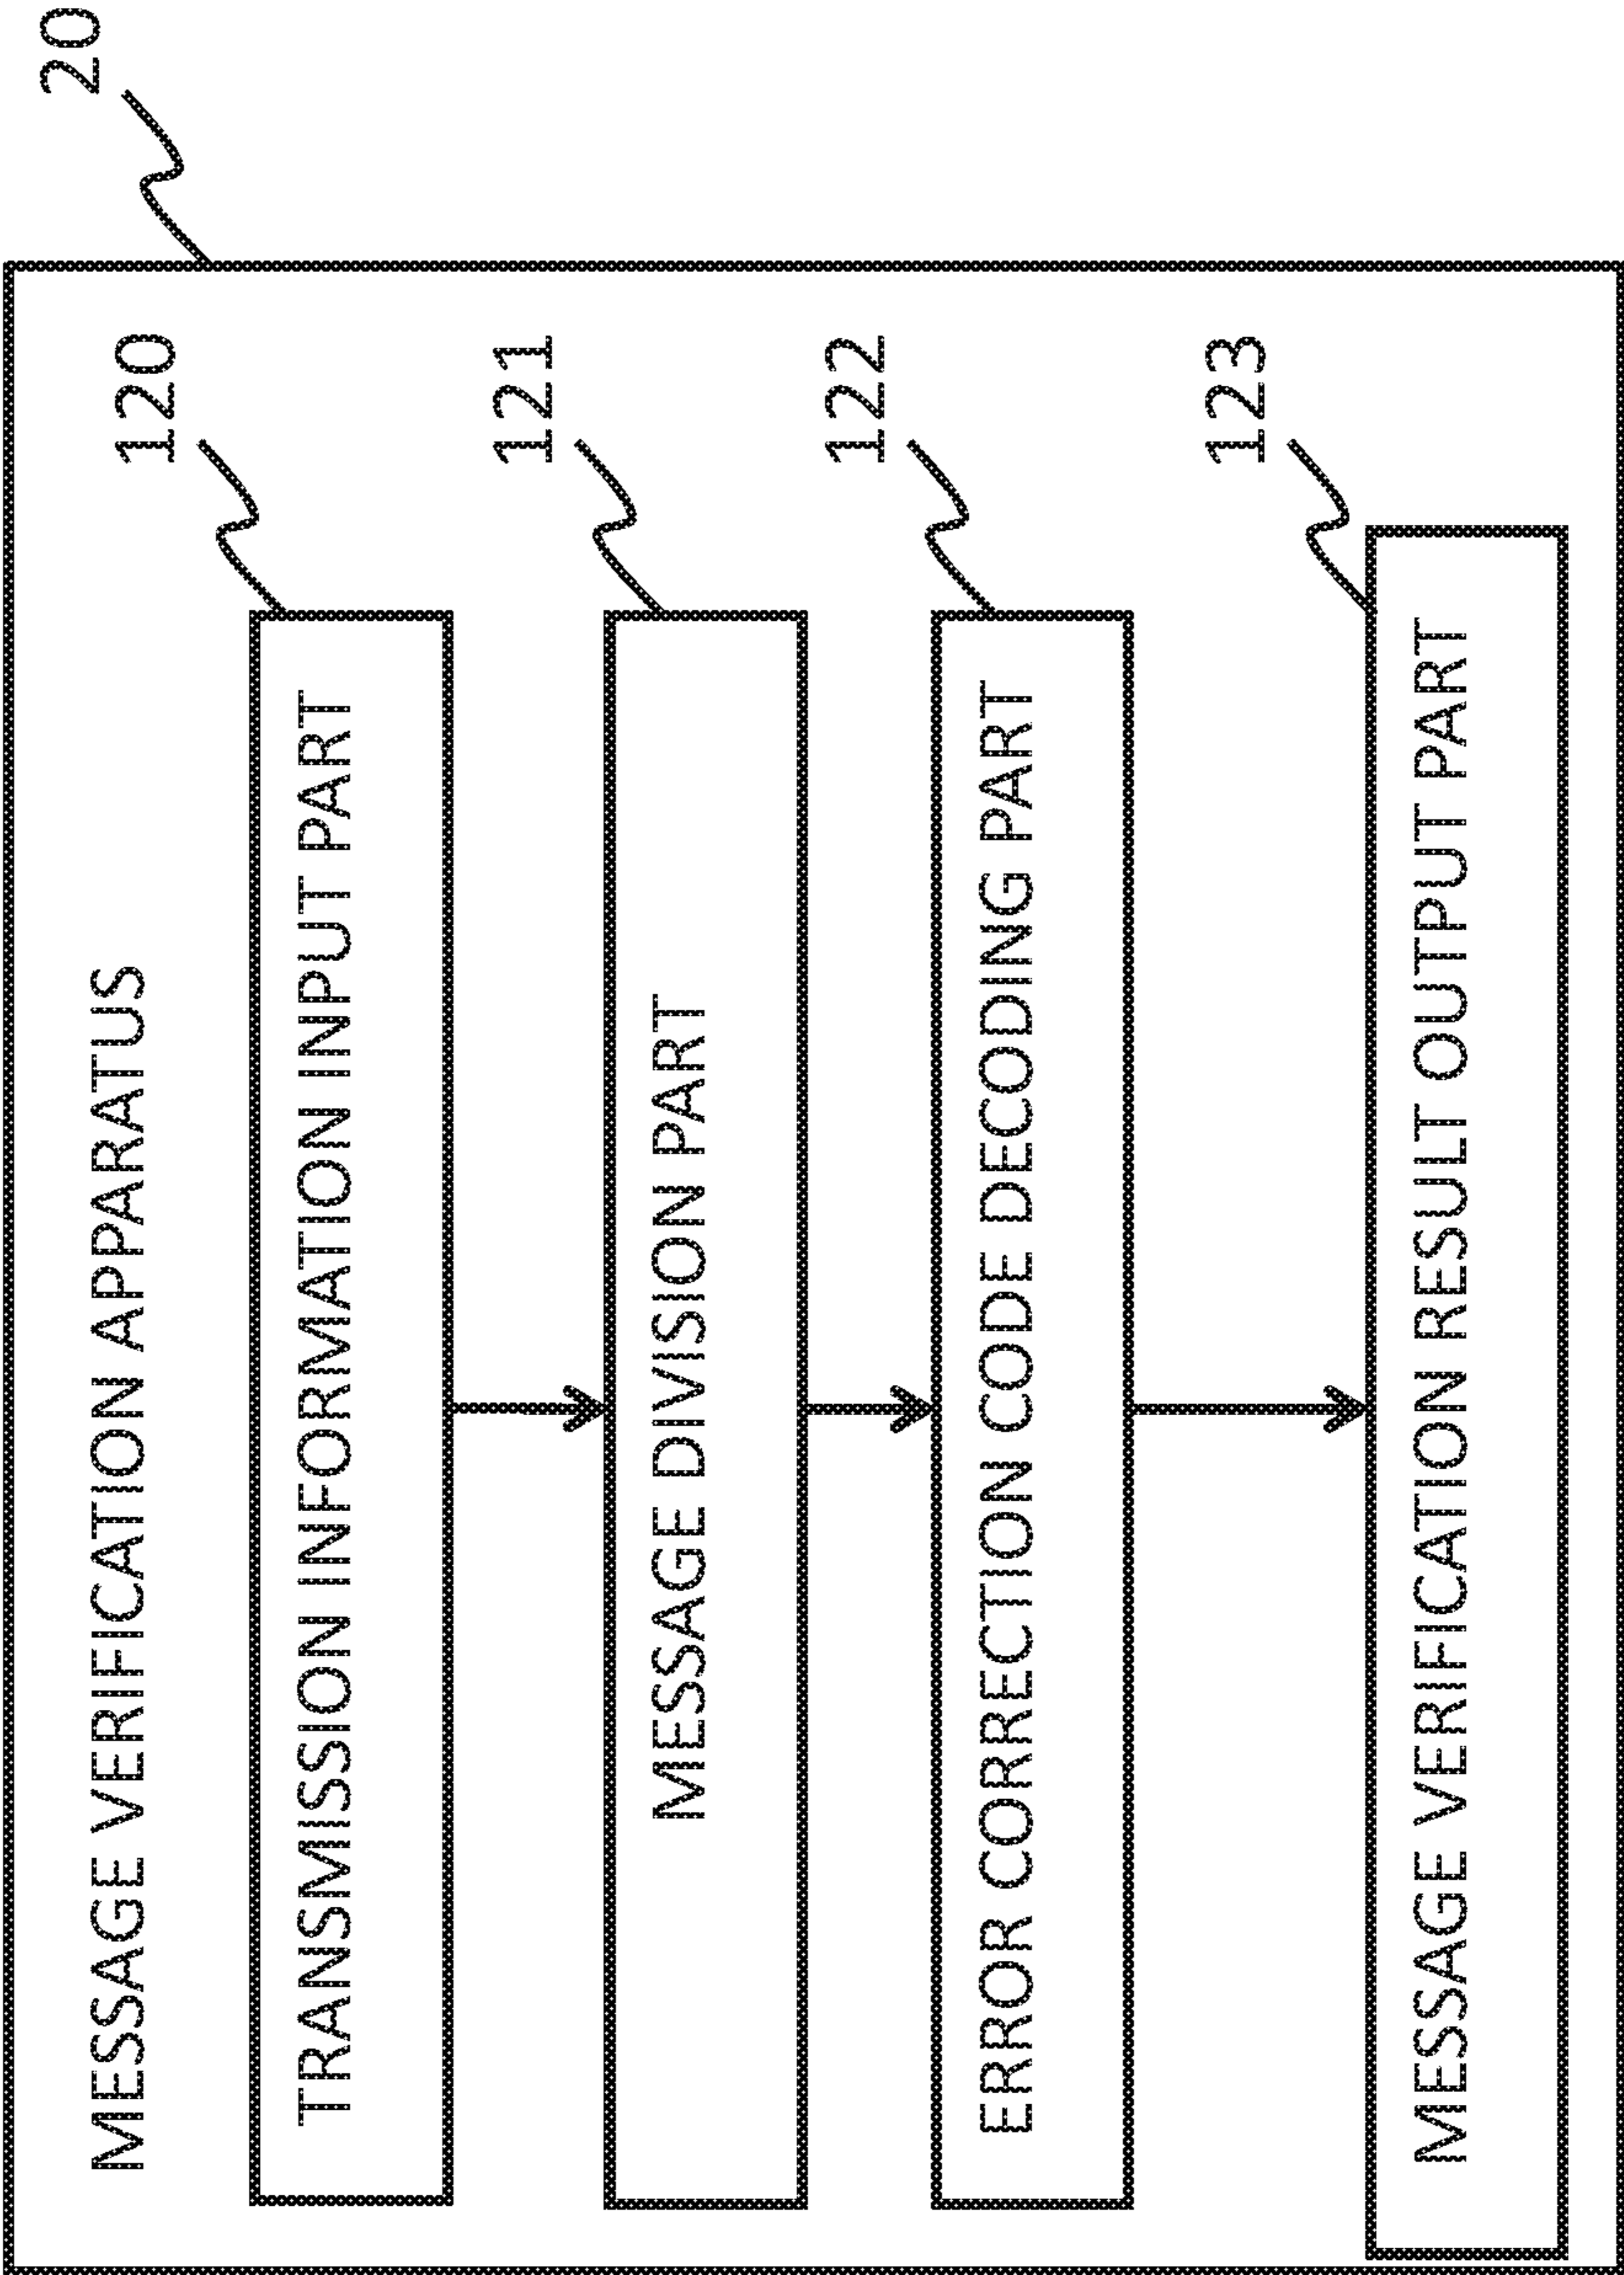 20
MESSAGE VERIFICATION APPARATUS
120
TRANSMISSION INFORMATION INPUT PART
121
MESSAGE DIVISION PART
122
ERROR CORRECTION CODE DECODING PART
123
MESSAGE VERIFICATION RESULT OUTPUT PART